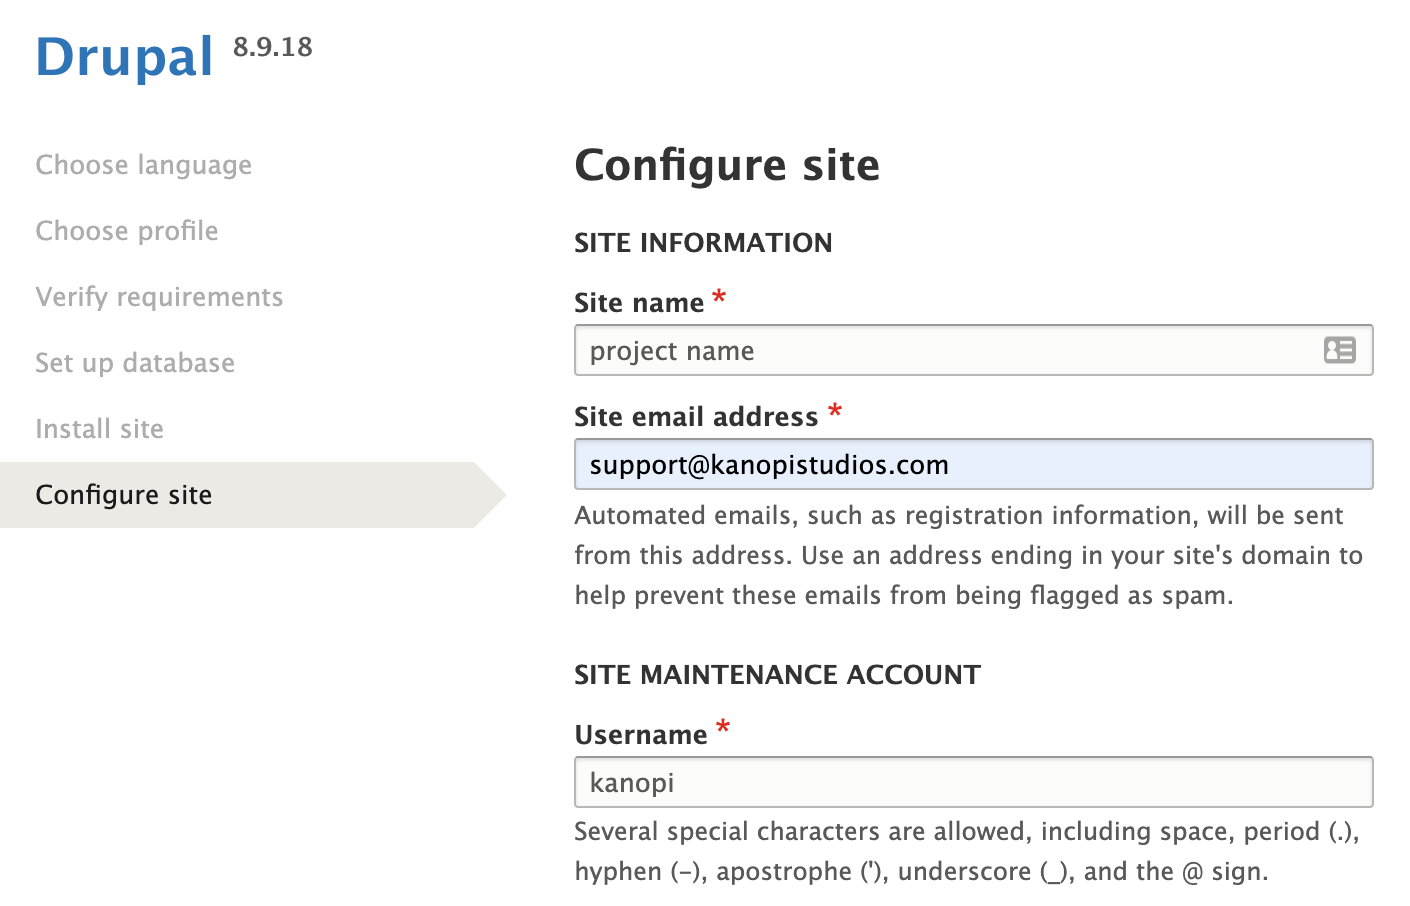 Drupal 8.9.18
Choose language
Choose profile
Verify requirements
Set up database
Install site
Configure site
Configure site
SITE INFORMATION
Site name *
project name
Site email address *
support@kanopistudios.com
Automated emails, such as registration information, will be sent
from this address. Use an address ending in your site's domain to
help prevent these emails from being flagged as spam.
SITE MAINTENANCE ACCOUNT
Username *
kanopi
Several special characters are allowed, including space, period (.),
hyphen (-), apostrophe ('), underscore (_), and the @ sign.